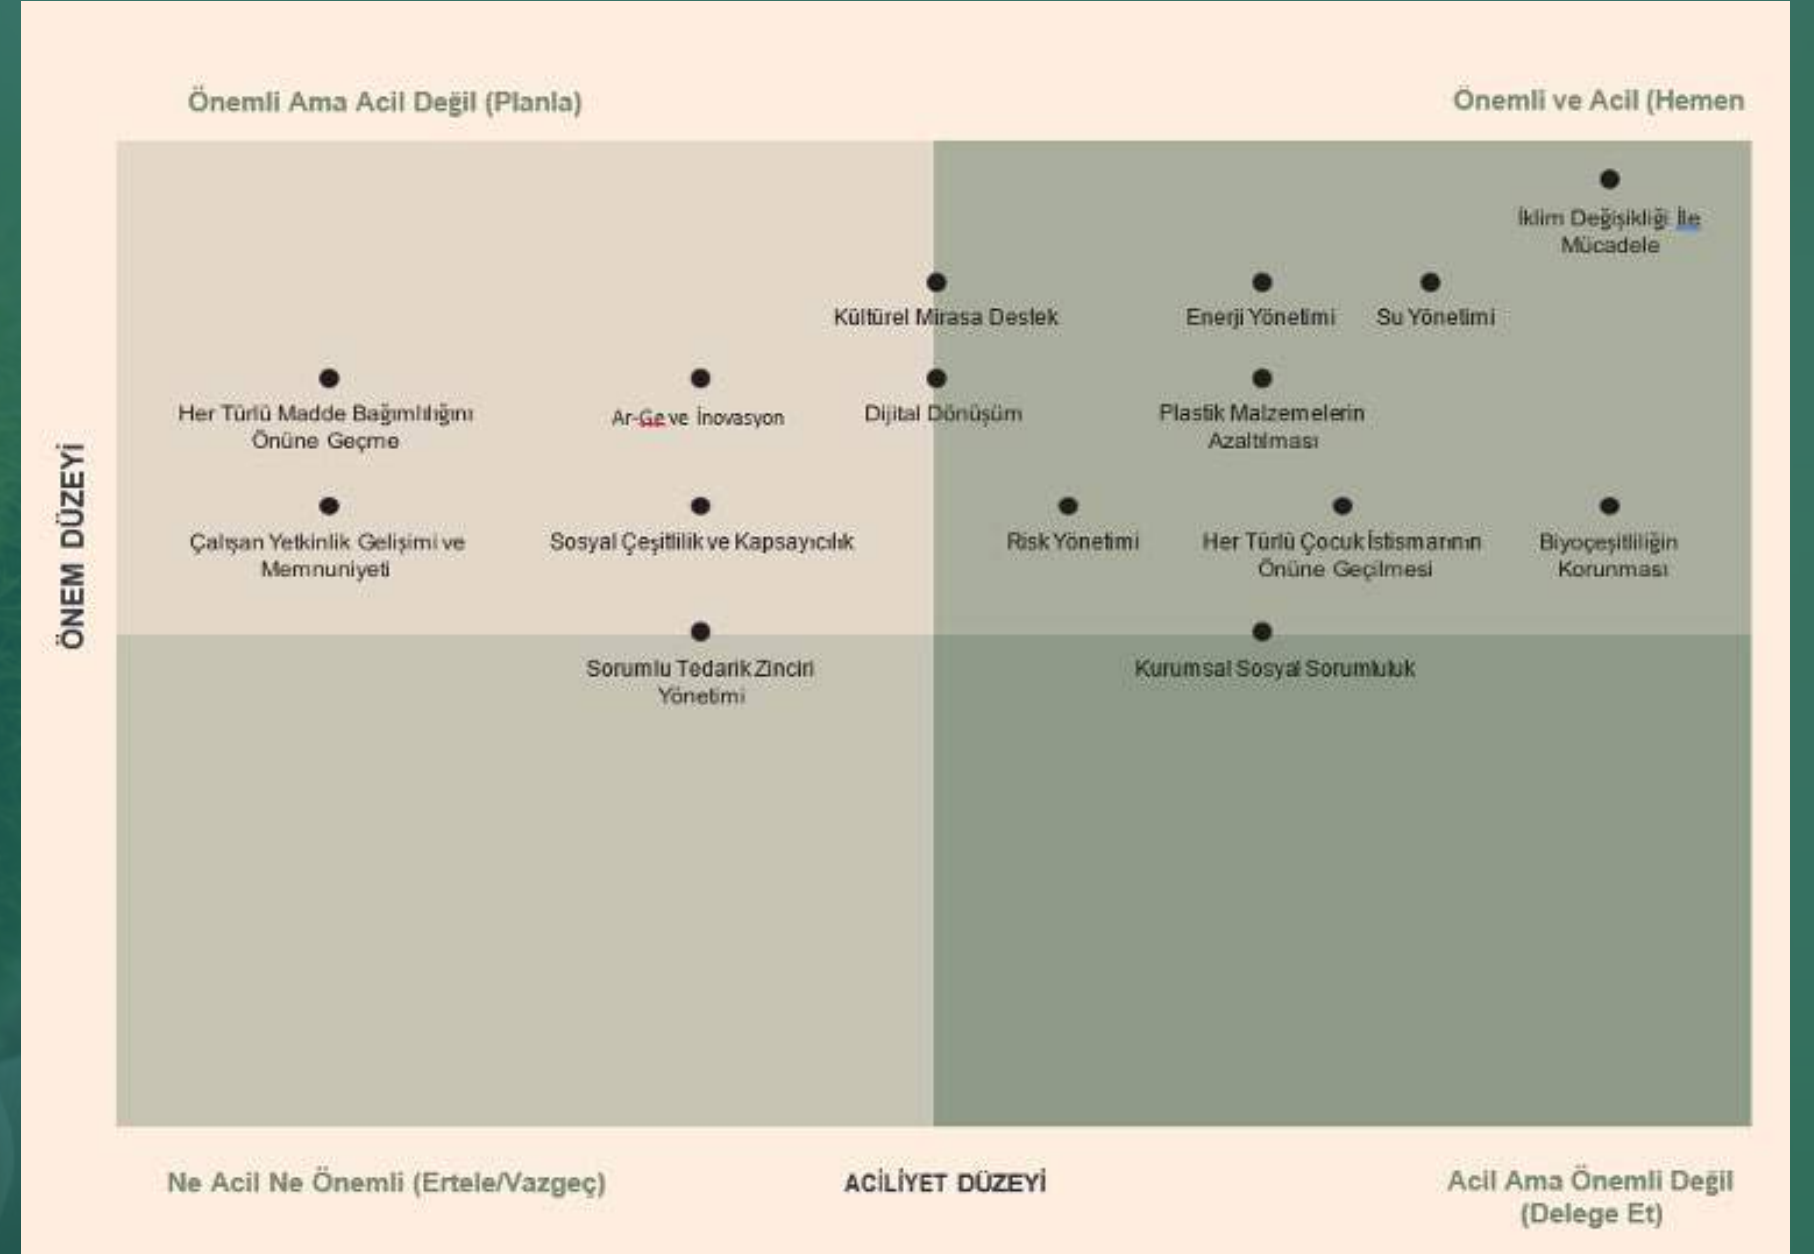 Önemli Ama Acil Değil (Planla)
Önemli ve Acil (Hemen
İklim Değişikliği İle
Mücadele
Kültürel Mirasa Destek
Enerji Yönetimi
Su Yönetimi
Her Türlü Madde Bağımlılığını
Önüne Geçme
Ar-Ge ve İnovasyon
Dijital Dönüşüm
Plastik Malzemelerin
Azaltılması
Çalışan Yetkinlik Gelişimi ve
Memnuniyeti
Sosyal Çeşitlilik ve Kapsayıcılık
Risk Yönetimi
Her Türlü Çocuk İstismarının
Önüne Geçilmesi
Biyoçeşitliliğin
Korunması
ÖNEM DÜZEYİ
Sorumlu Tedarik Zinciri
Yönetimi
Kurumsal Sosyal Sorumluluk
Ne Acil Ne Önemli (Ertele/Vazgeç)
ACİLİYET DÜZEYİ
Acil Ama Önemli Değil
(Delege Et)